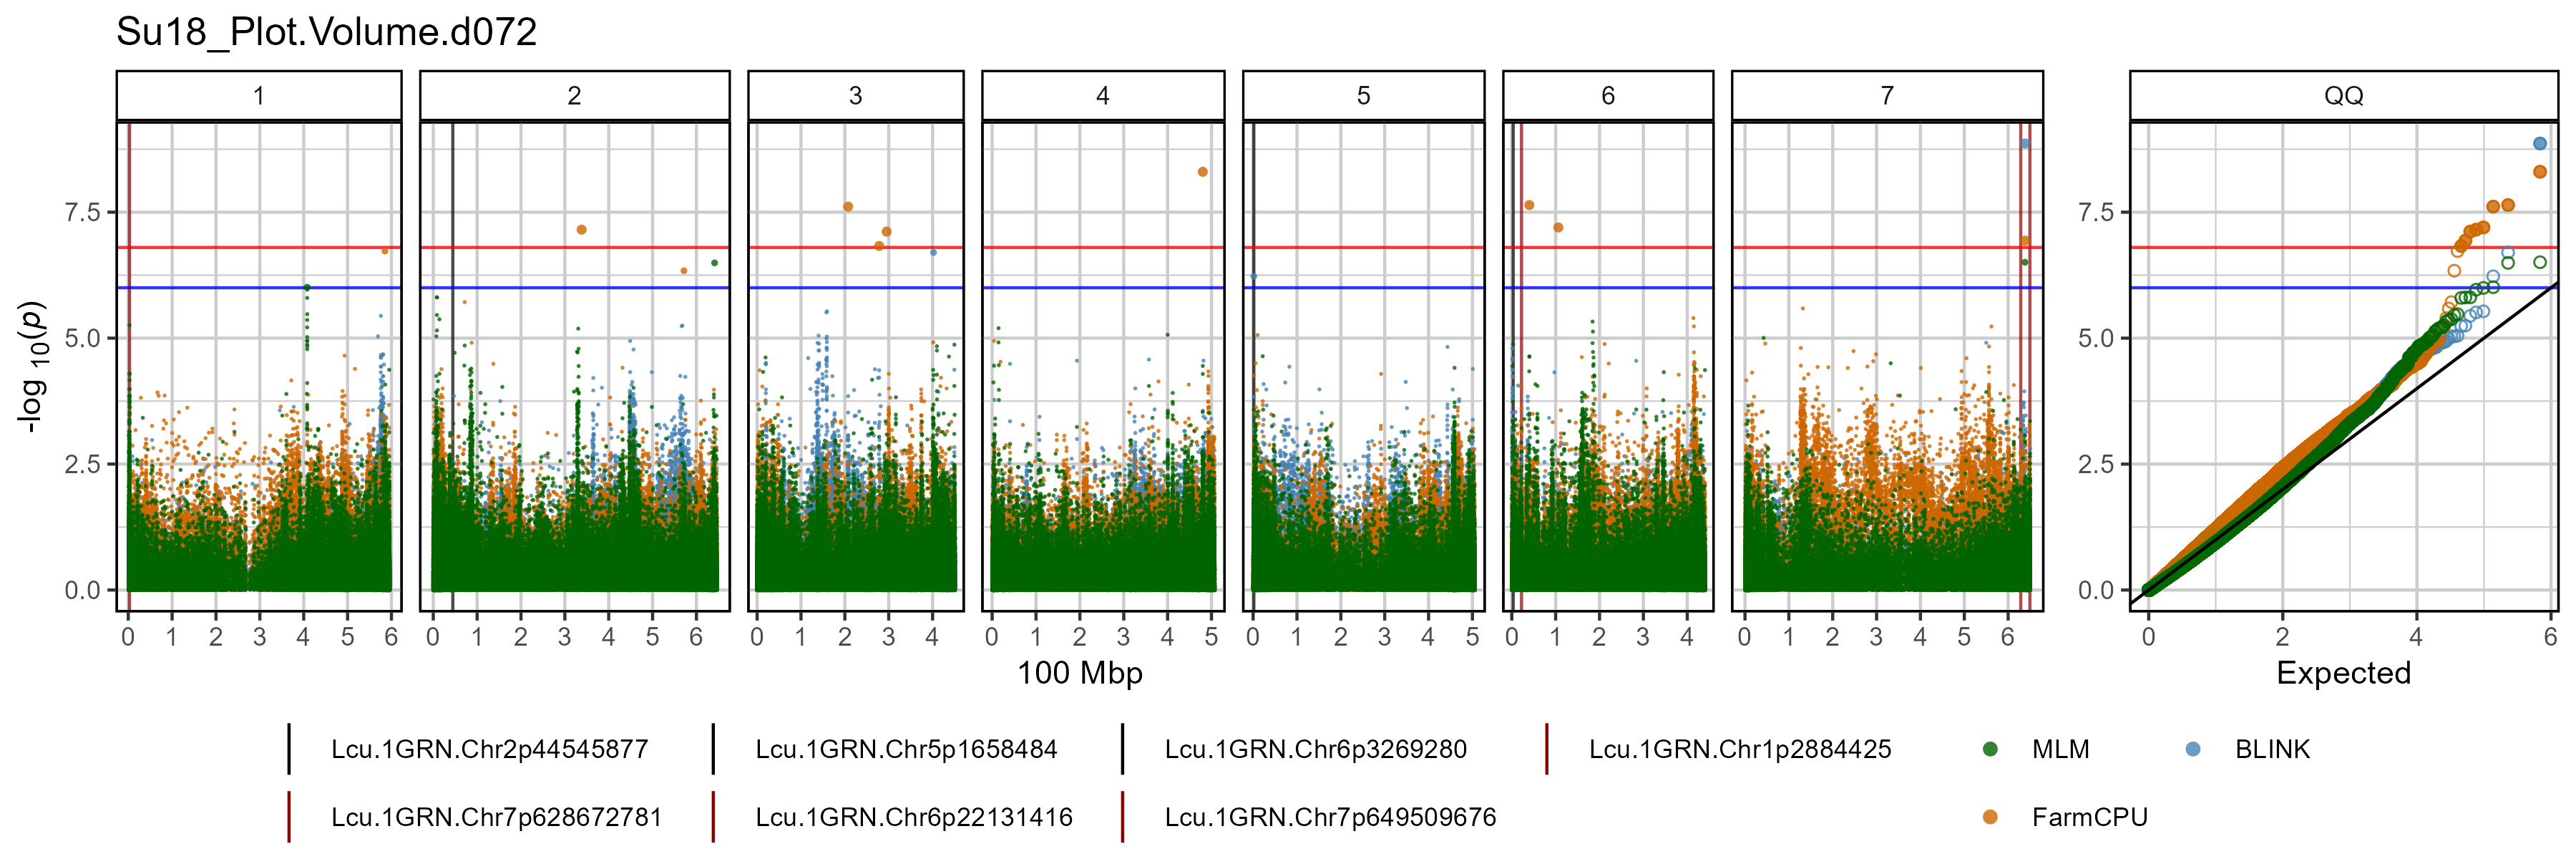 Su18_Plot.Volume.d072
1 2 3 4 5 6 7 QQ
7.5 7.5
5.0 5.0
2.5 2.5
0.0 0.0
-log 10(p)
0 1 2 3 4 5 6 0 1 2 3 4 5 6 0 1 2 3 4 0 1 2 3 4 5 0 1 2 3 4 5 0 1 2 3 4 0 1 2 3 4 5 6 0 2 4 6
100 Mbp Expected
Lcu.1GRN.Chr2p44545877 Lcu.1GRN.Chr5p1658484 Lcu.1GRN.Chr6p3269280 Lcu.1GRN.Chr1p2884425 MLM BLINK
Lcu.1GRN.Chr7p628672781 Lcu.1GRN.Chr6p22131416 Lcu.1GRN.Chr7p649509676 FarmCPU